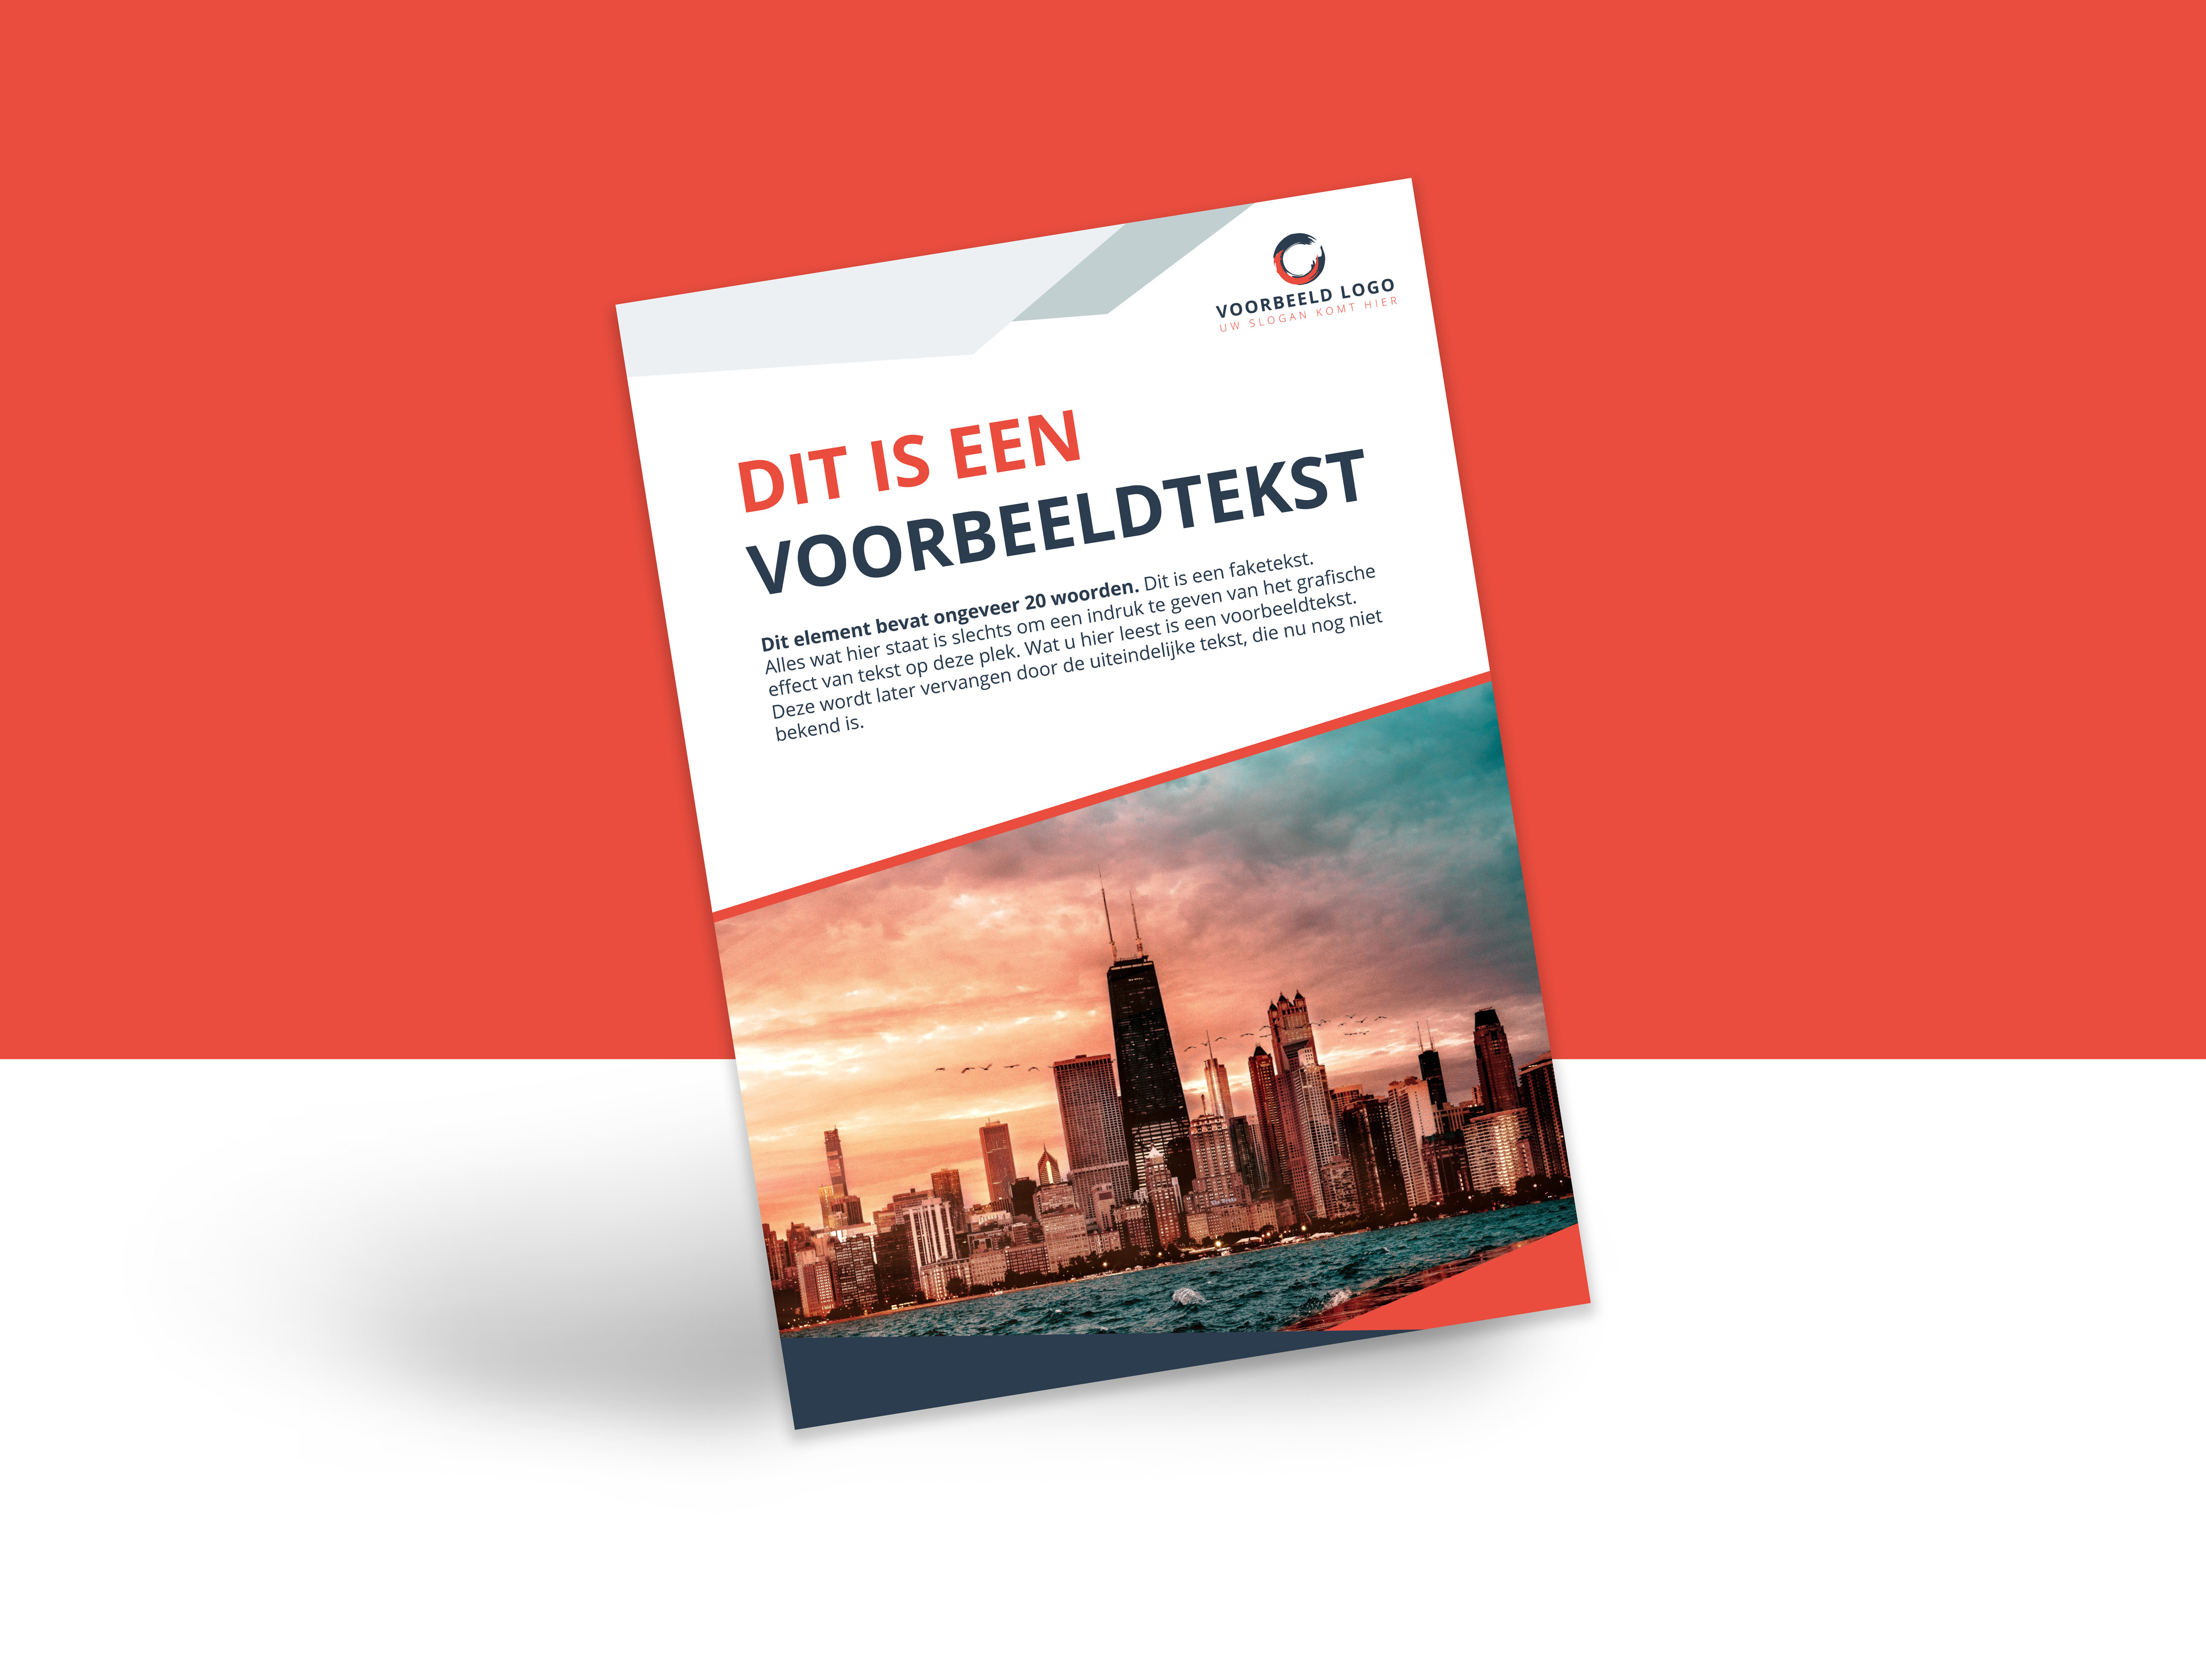 VOORBEELD LOGO
UW SLOGAN KOMT HIER
DIT IS EEN
VOORBEELDTEKST
Dit element bevat ongeveer 20 woorden. Dit is een faketekst.
Alles wat hier staat is slechts om een indruk te geven van het grafische
effect van tekst op deze plek. Wat u hier leest is een voorbeeldtekst.
Deze wordt later vervangen door de uiteindelijke tekst, die nu nog niet
bekend is.